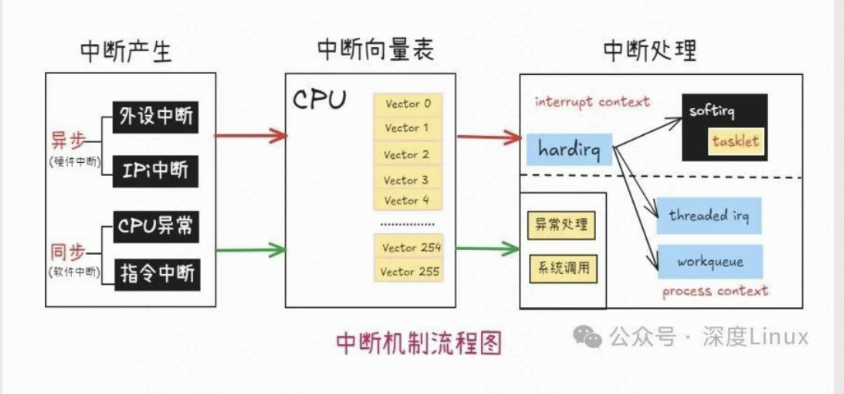 中断产生
异步
(硬件中断)
外设中断
IPi中断
同步
(软件中断)
CPU异常
指令中断
中断向量表
CPU
Vector 0
Vector 1
Vector 2
Vector 3
Vector 4
Vector 254
Vector 255
中断处理
interrupt context
hardirq
softirq
tasklet
异常处理
系统调用
threaded irq
workqueue
process context
中断机制流程图
公众号 · 深度Linux